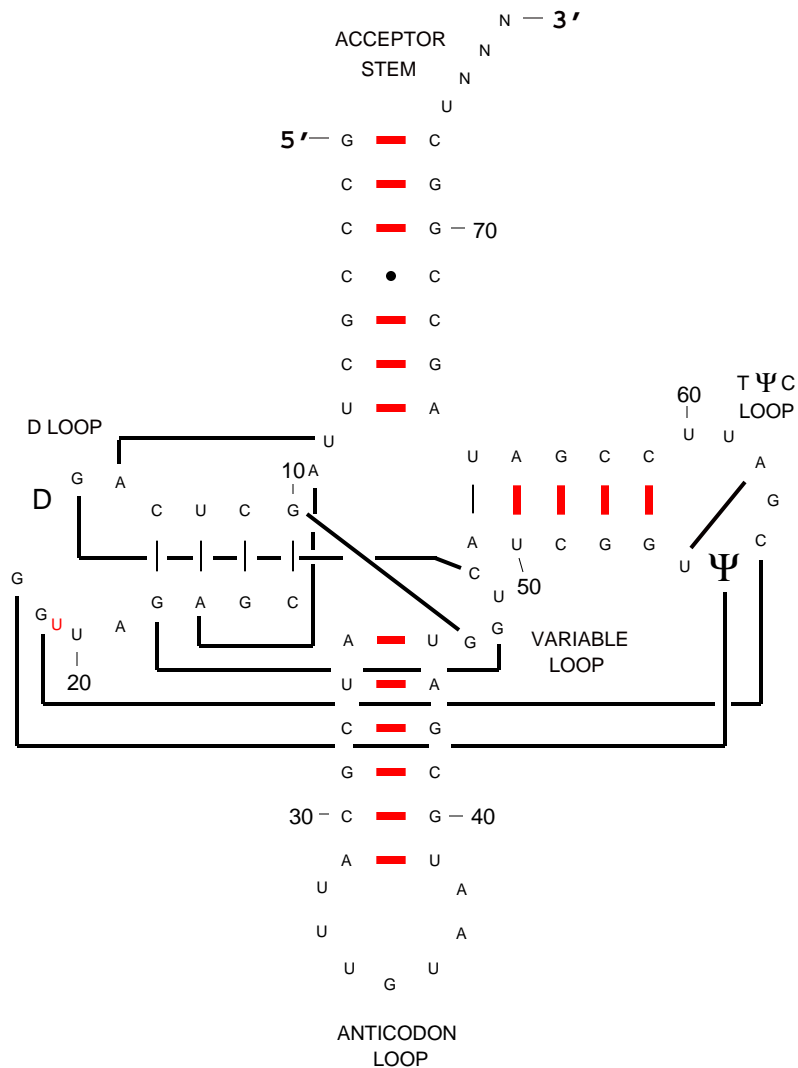 N 3′
ACCEPTOR N
STEM N
U
5′ G C
C G
C G 70
C C
G C
C G
U A
T Ψ C
LOOP
60
D LOOP
U
U A G C C U U
G A 10 A A
D
C U C G G
A U C G G U Ψ C
C 50
G
G A G C U
G U U A
A U G G VARIABLE
LOOP
20
U A
C G
G C
30 C G 40
A U
U A
U A
U G U
ANTICODON
LOOP